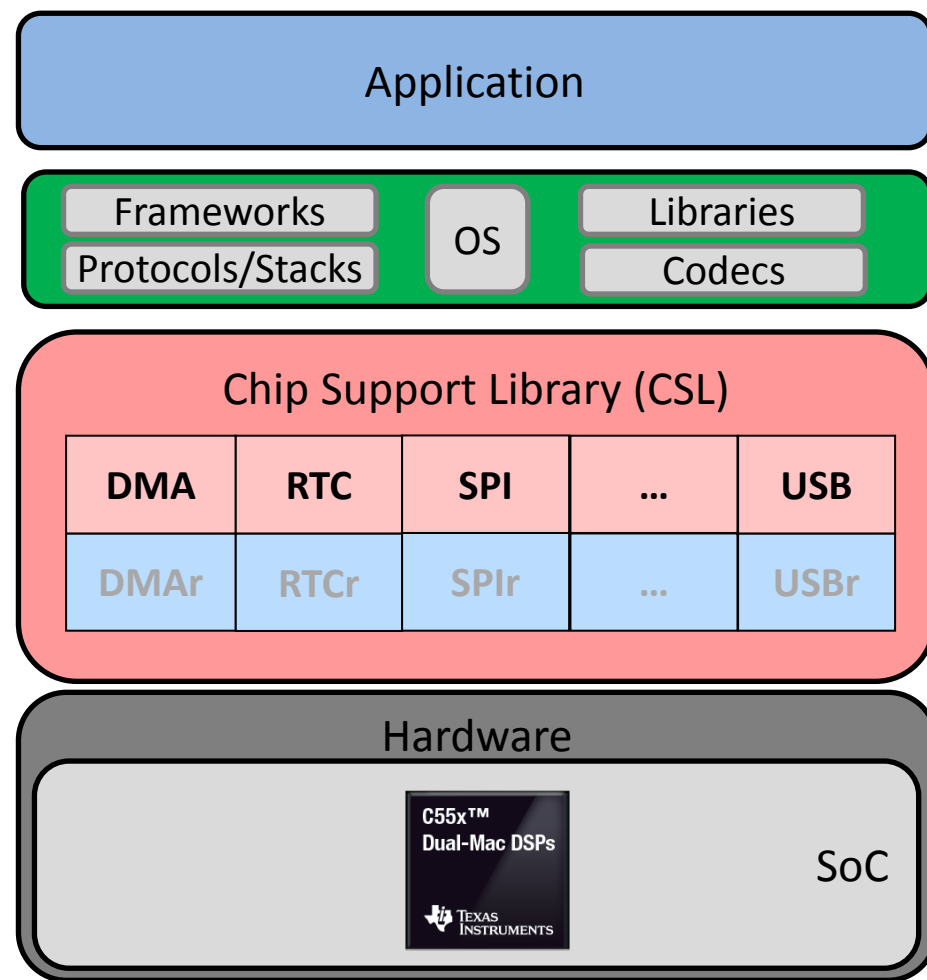 Application
Frameworks
Protocols/Stacks
OS
Libraries
Codecs
Chip Support Library (CSL)
DMA RTC SPI … USB
DMAr RTCr SPIr … USBr
Hardware
C55x™
Dual-Mac DSPs
TEXAS
INSTRUMENTS
SoC